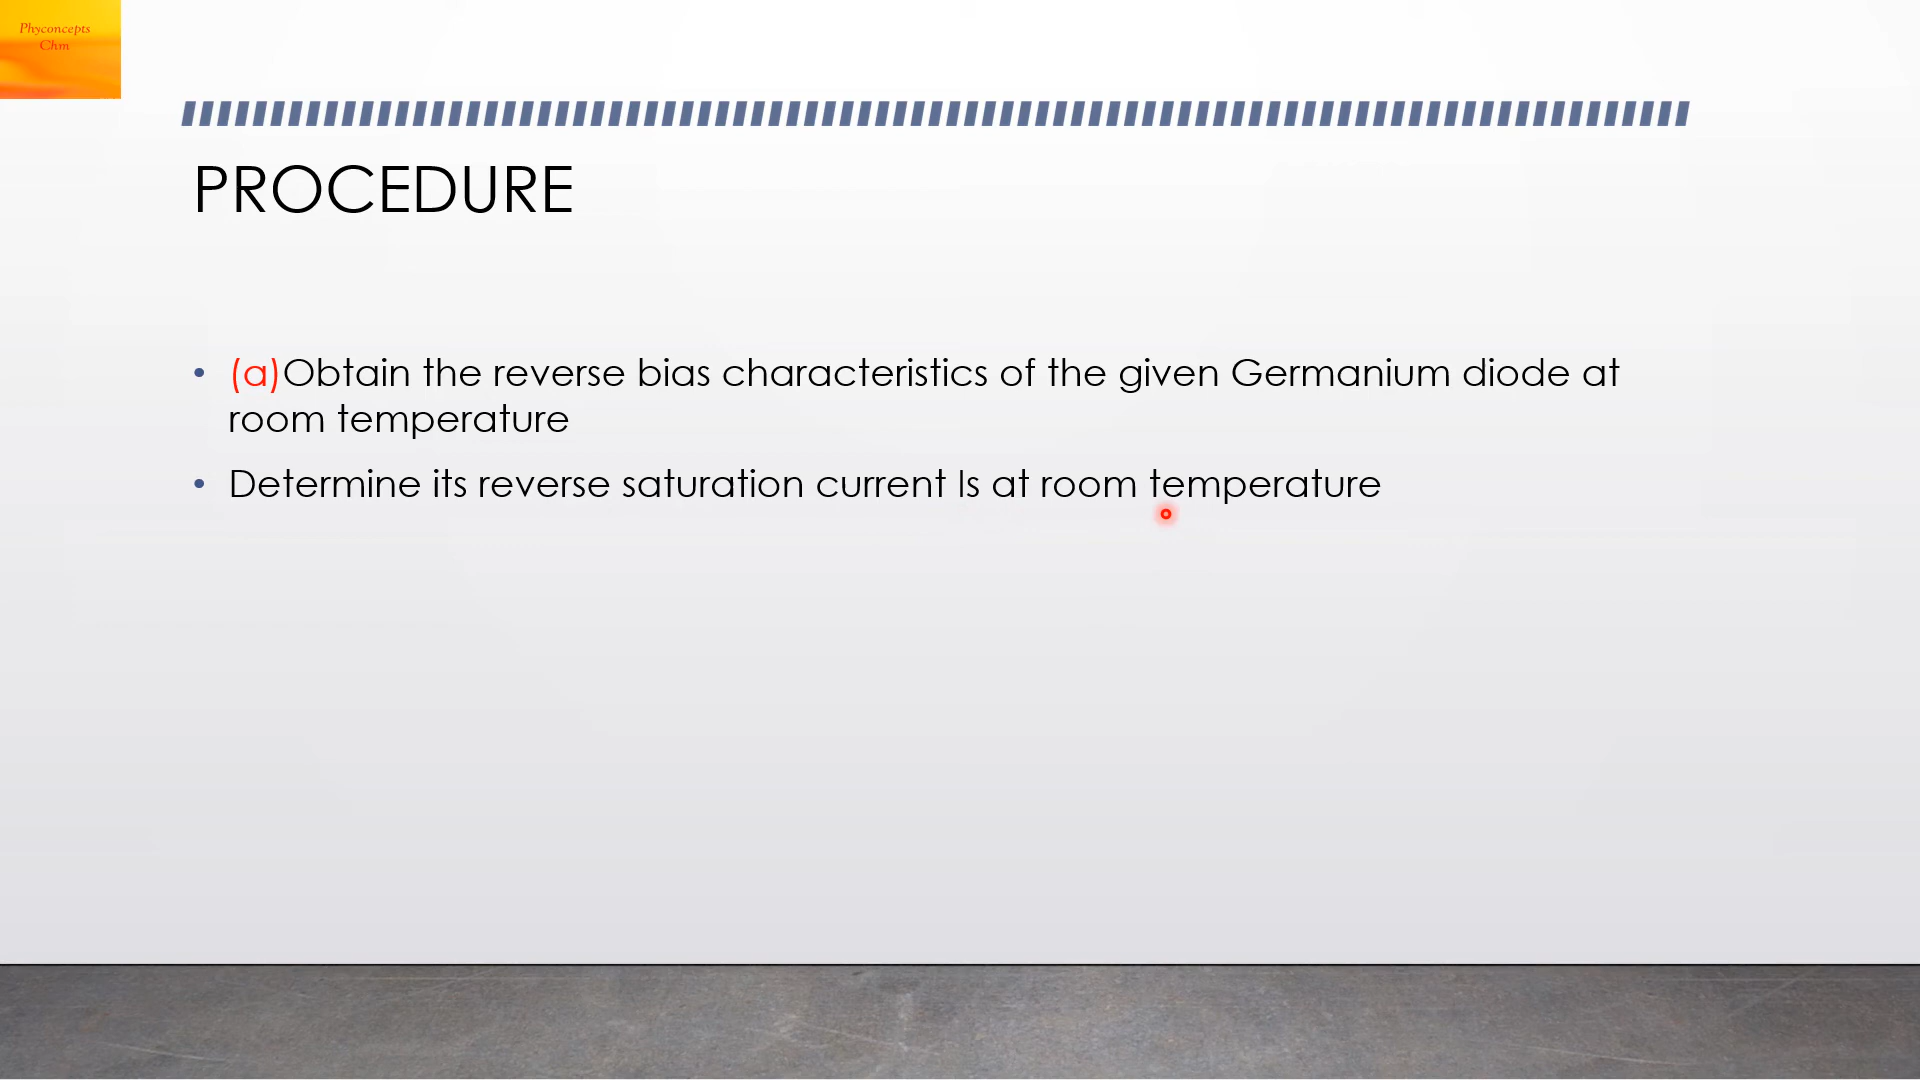 Phyconcepts
Chm
PROCEDURE
• (a)Obtain the reverse bias characteristics of the given Germanium diode at
room temperature
• Determine its reverse saturation current Is at room temperature